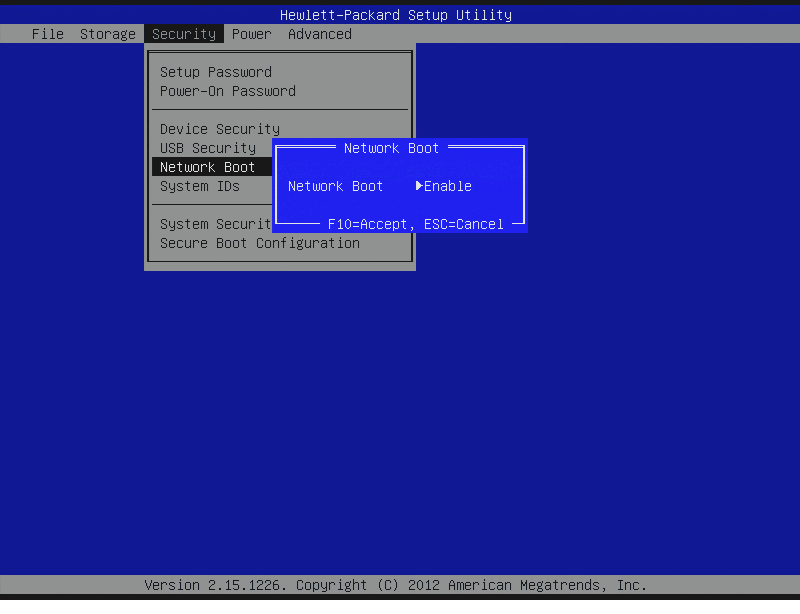 Hewlett-Packard Setup Utility
File Storage Security Power Advanced
Setup Password
Power-On Password
Device Security
USB Security
Network Boot
System IDs
System Securit
Secure Boot Configuration
Network Boot
Network Boot Enable
F10=Accept, ESC=Cancel
Version 2.15.1226. Copyright (C) 2012 American Megatrends, Inc.